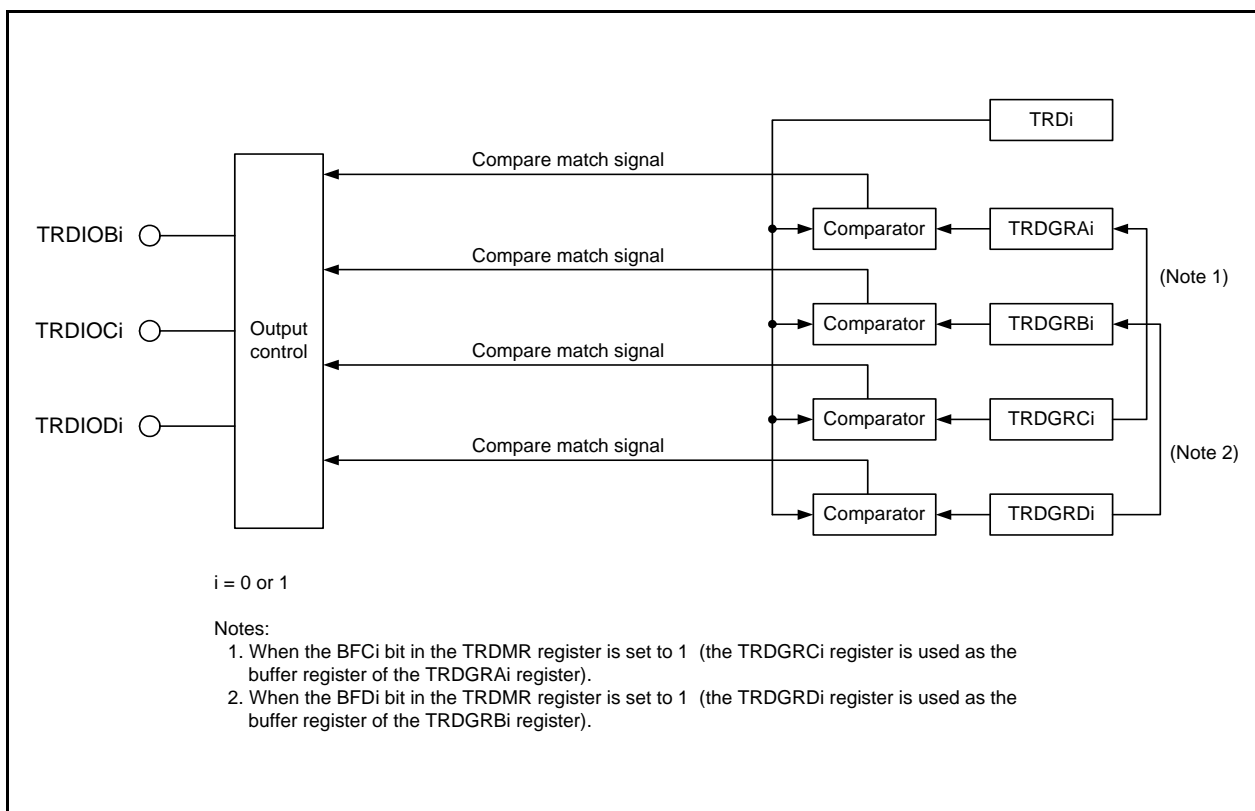 TRDi
Compare match signal
Comparator
TRDGRAi
TRDIOBi
Compare match signal
(Note 1)
Comparator
TRDGRBi
TRDIOCi
Output
control
Compare match signal
Comparator
TRDGRCi
TRDIODi
Compare match signal
(Note 2)
Comparator
TRDGRDi
i = 0 or 1
Notes:
1. When the BFCi bit in the TRDMR register is set to 1 (the TRDGRCi register is used as the
buffer register of the TRDGRAi register).
2. When the BFDi bit in the TRDMR register is set to 1 (the TRDGRDi register is used as the
buffer register of the TRDGRBi register).